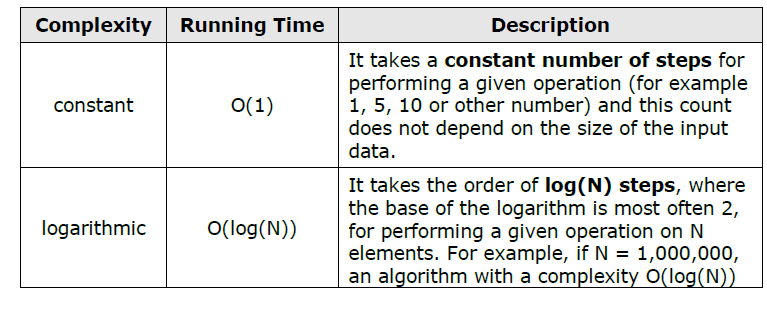 Complexity Running Time Description
constant O(1) It takes a constant number of steps for
performing a given operation (for example
1, 5, 10 or other number) and this count
does not depend on the size of the input
data.
logarithmic O(log(N)) It takes the order of log(N) steps, where
the base of the logarithm is most often 2,
for performing a given operation on N
elements. For example, if N = 1,000,000,
an algorithm with a complexity O(log(N))